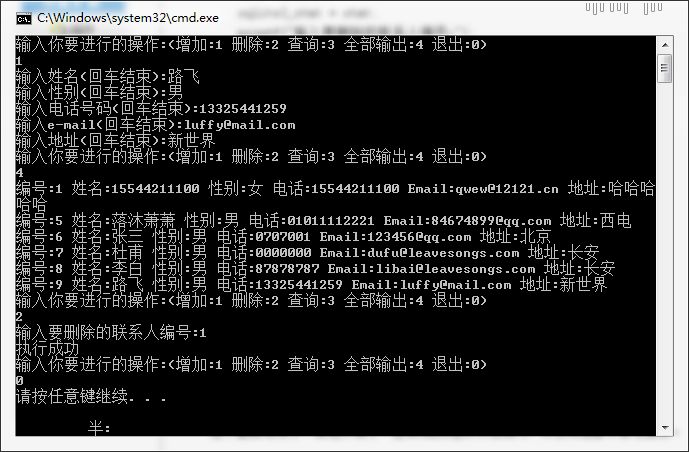 C:\Windows\system32\cmd.exe
输入你要进行的操作:(增加:1 删除:2 查询:3 全部输出:4 退出:0)
1
输入姓名(回车结束):路飞
输入性别(回车结束):男
输入电话号码(回车结束):13325441259
输入e-mail(回车结束):luffy@mail.com
输入地址(回车结束):新世界
输入你要进行的操作:(增加:1 删除:2 查询:3 全部输出:4 退出:0)
4
编号:1 姓名:15544211100 性别:女 电话:15544211100 Email:qwew@12121.cn 地址:哈哈哈
哈哈
编号:5 姓名:落沐萧萧 性别:男 电话:01011112221 Email:84674899@qq.com 地址:西电
编号:6 姓名:张三 性别:男 电话:0707001 Email:123456@qq.com 地址:北京
编号:7 姓名:杜甫 性别:男 电话:0000000 Email:dufu@leavesongs.com 地址:长安
编号:8 姓名:李白 性别:男 电话:87878787 Email:libai@leavesongs.com 地址:长安
编号:9 姓名:路飞 性别:男 电话:13325441259 Email:luffy@mail.com 地址:新世界
输入你要进行的操作:(增加:1 删除:2 查询:3 全部输出:4 退出:0)
2
输入要删除的联系人编号:1
执行成功
输入你要进行的操作:(增加:1 删除:2 查询:3 全部输出:4 退出:0)
0
请按任意键继续. . .
半: